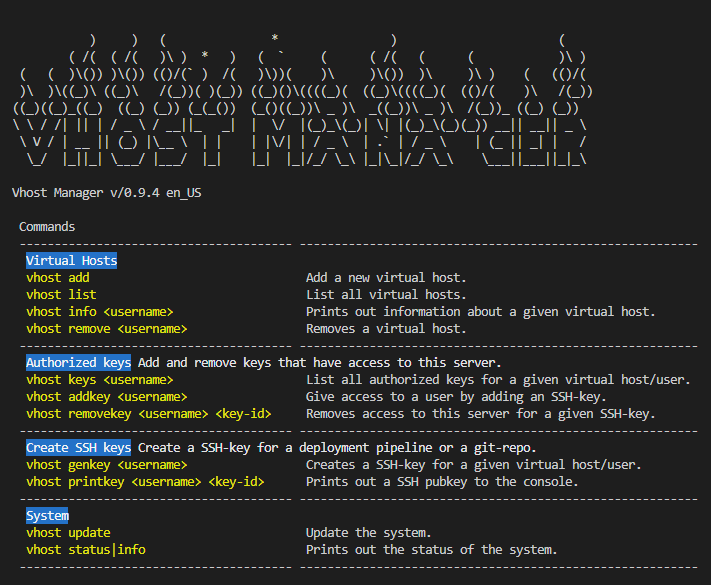 VHOST MANAGER
Vhost Manager v/0.9.4 en_US
Commands
Virtual Hosts
vhost add Add a new virtual host.
vhost list List all virtual hosts.
vhost info <username> Prints out information about a given virtual host.
vhost remove <username> Removes a virtual host.
Authorized keys Add and remove keys that have access to this server.
vhost keys <username> List all authorized keys for a given virtual host/user.
vhost addkey <username> Give access to a user by adding an SSH-key.
vhost removekey <username> <key-id> Removes access to this server for a given SSH-key.
Create SSH keys Create a SSH-key for a deployment pipeline or a git-repo.
vhost genkey <username> Creates a SSH-key for a given virtual host/user.
vhost printkey <username> <key-id> Prints out a SSH pubkey to the console.
System
vhost update Update the system.
vhost status|info Prints out the status of the system.